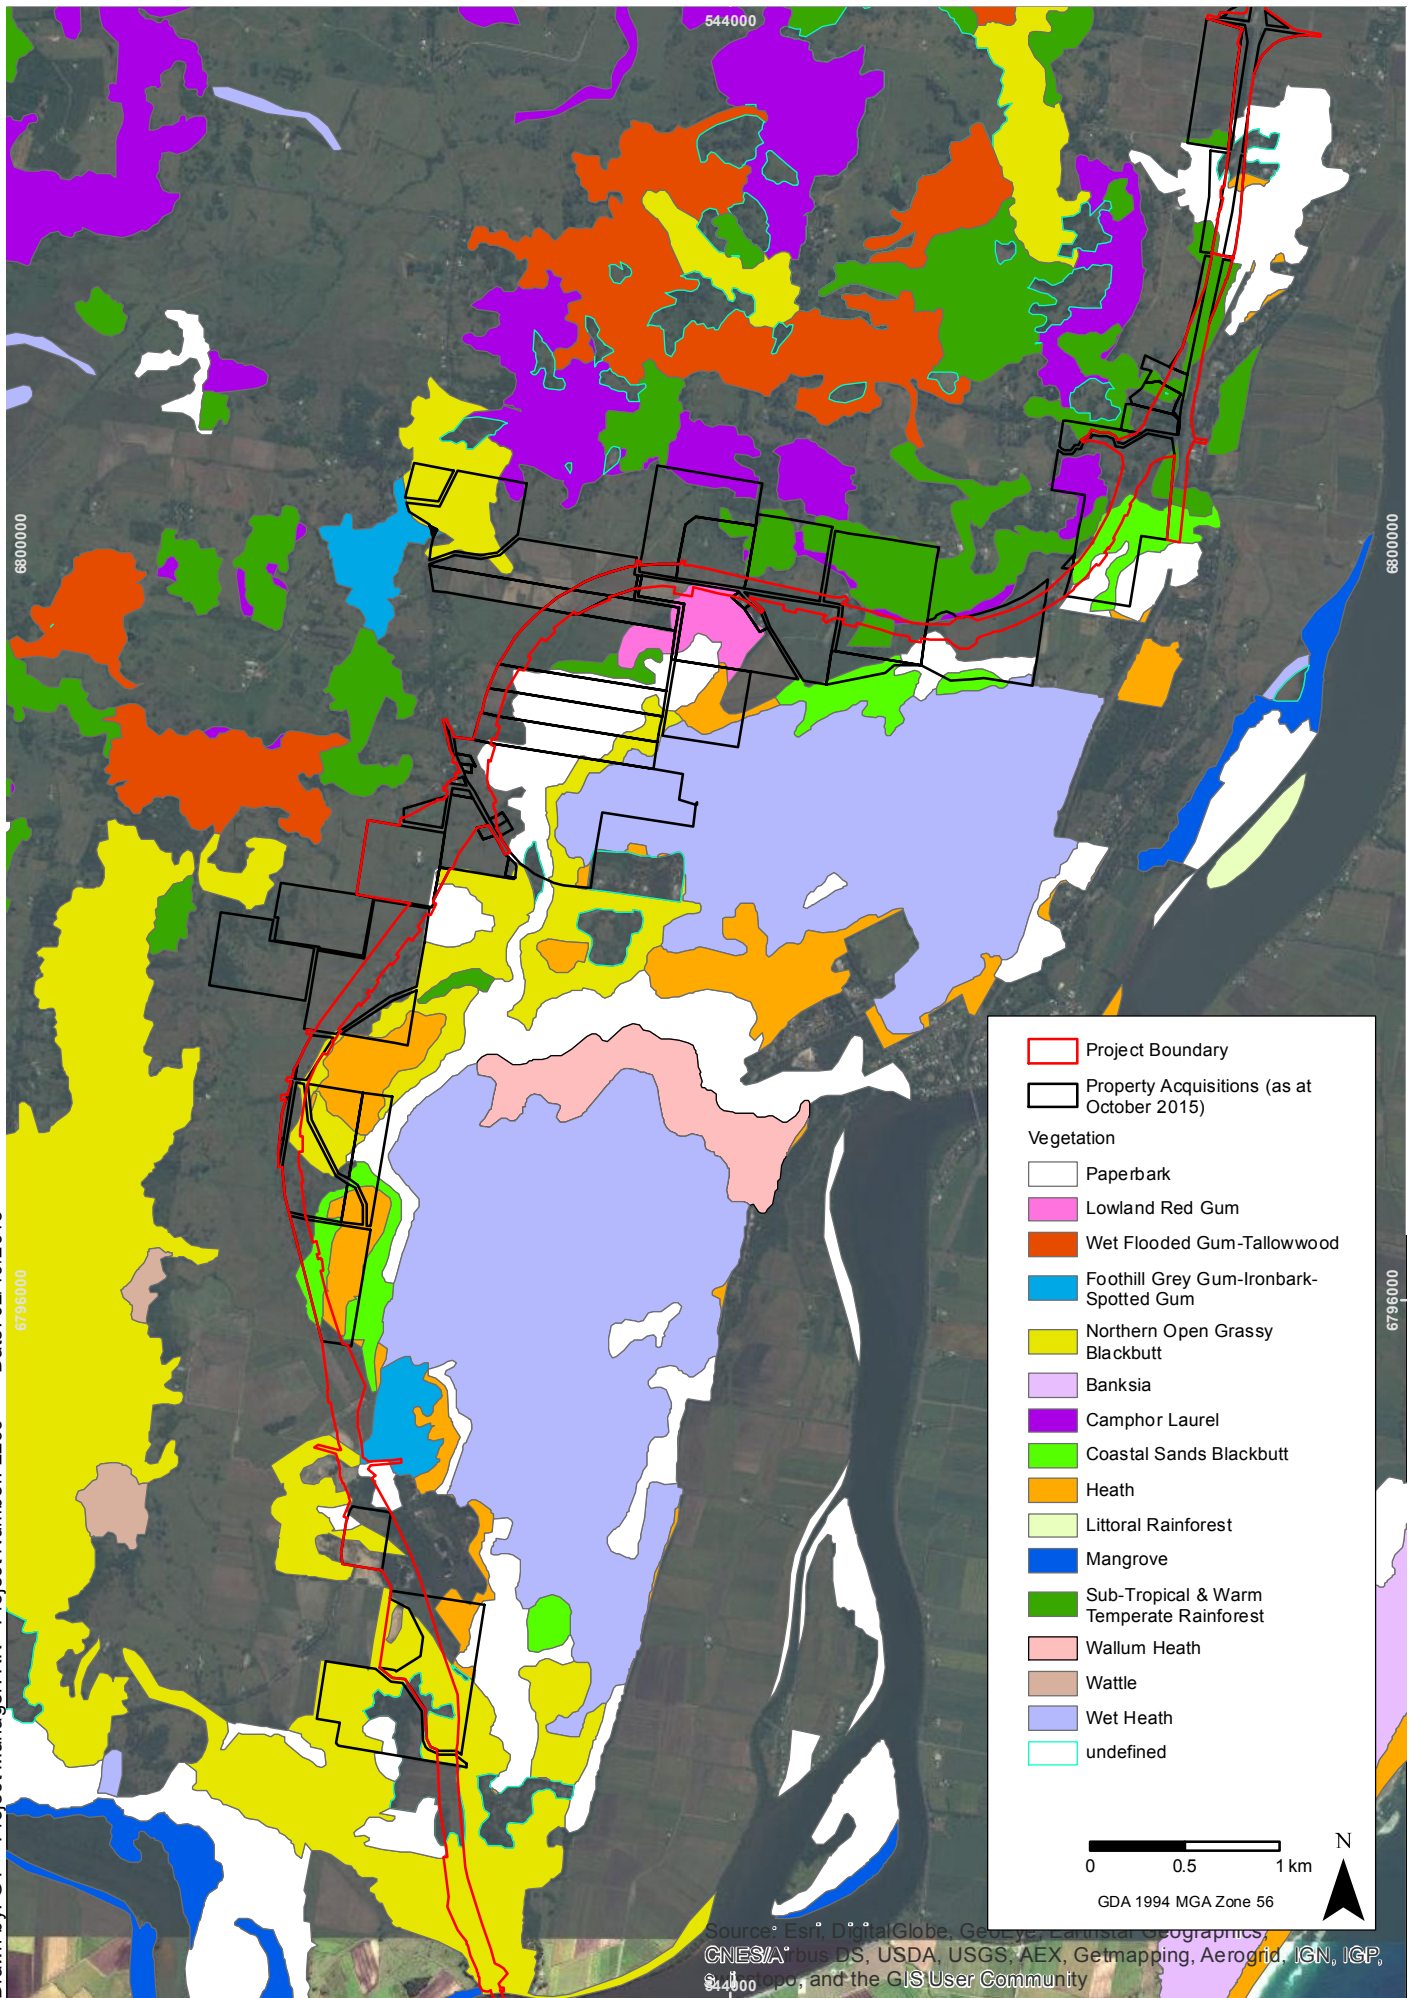 544000
6800000
6800000
6796000
6796000
Project Boundary
Property Acquisitions (as at
October 2015)
Vegetation
Paperbark
Lowland Red Gum
Wet Flooded Gum-Tallowwood
Foothill Grey Gum-Ironbark-
Spotted Gum
Northern Open Grassy
Blackbutt
Banksia
Camphor Laurel
Coastal Sands Blackbutt
Heath
Littoral Rainforest
Mangrove
Sub-Tropical & Warm
Temperate Rainforest
Wallum Heath
Wattle
Wet Heath
undefined
N
0 0.5 1 km
GDA 1994 MGA Zone 56
Source: Esri, DigitalGlobe, GeoEye, Earthstar Geographics,
CNES/Airbus DS, USDA, USGS, AEX, Getmapping, Aerogrid, IGN, IGP,
and the GIS User Community
544000